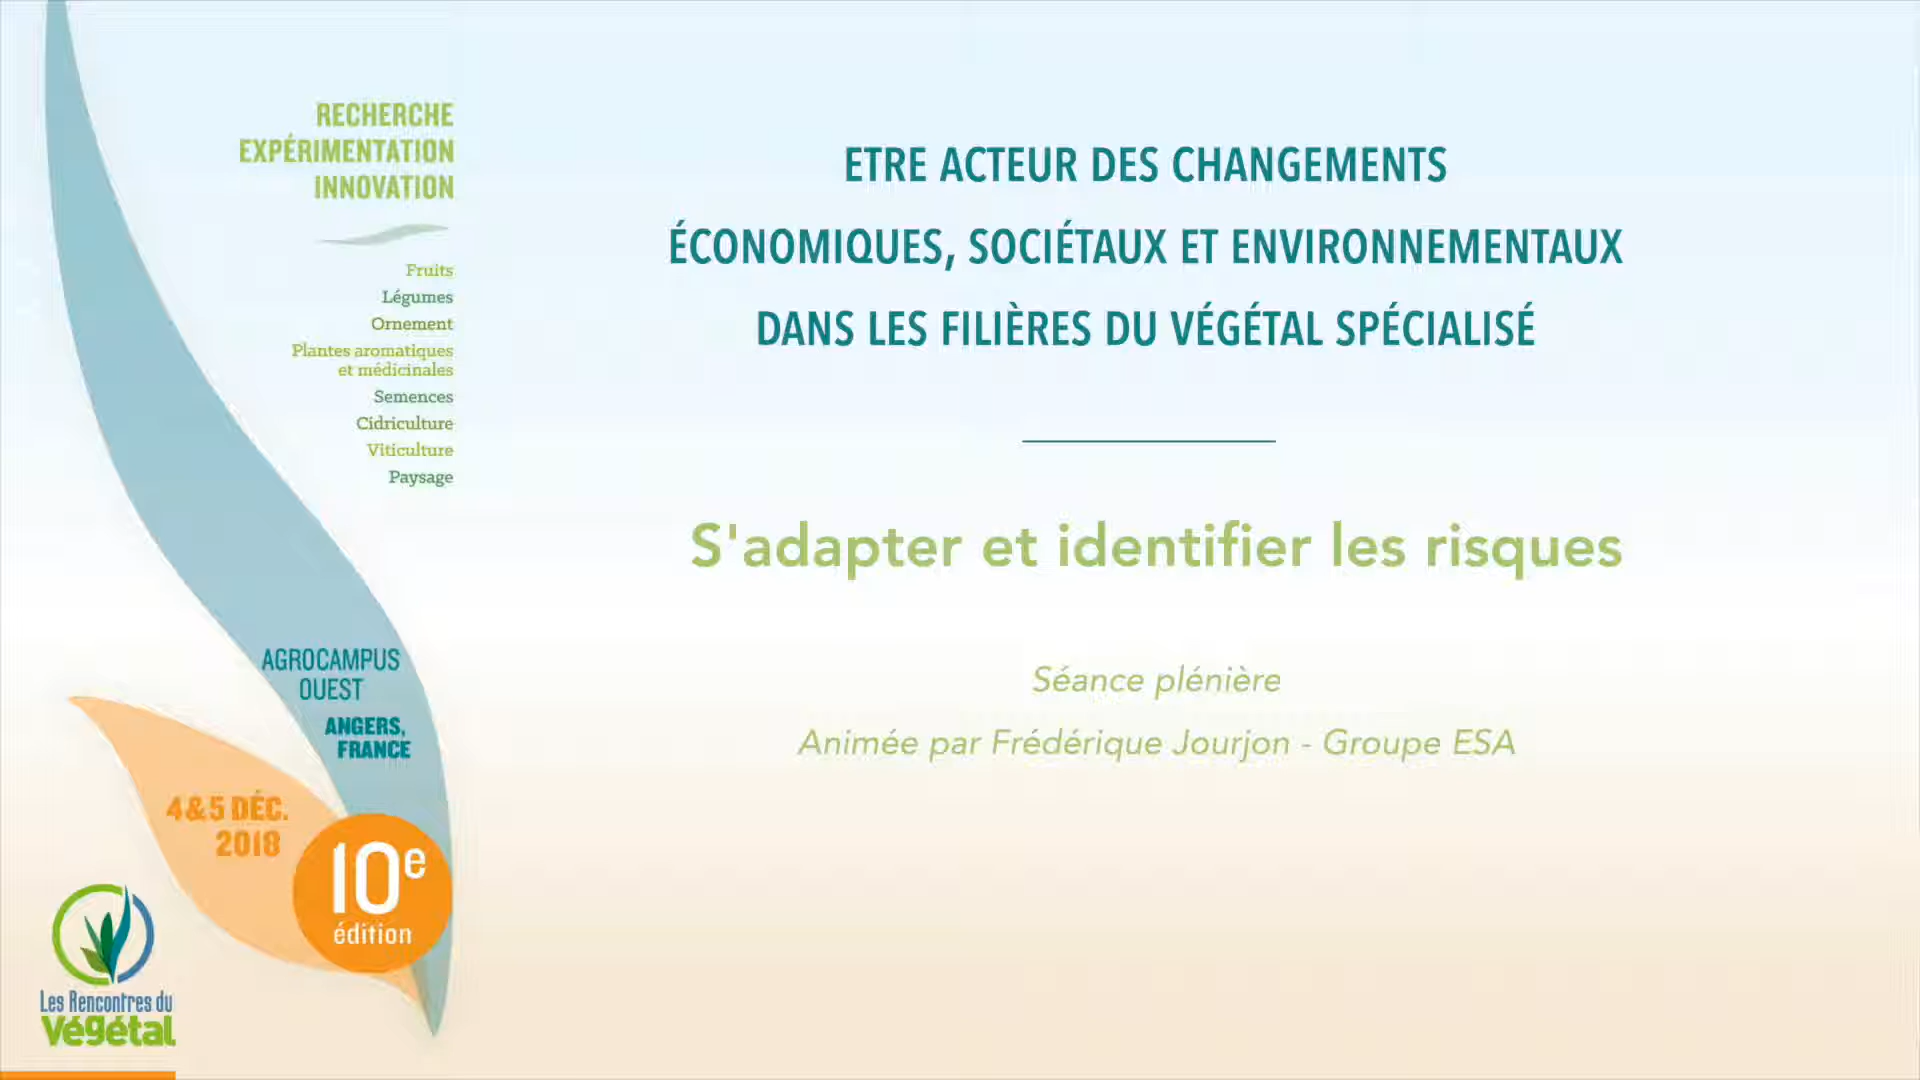 RECHERCHE
EXPÉRIMENTATION
INNOVATION
Fruits
Légumes
Ornement
Plantes aromatiques
et médicinales
Semences
Cidriculture
Viticulture
Paysage
AGROCAMPUS
OUEST
ANGERS,
FRANCE
4&5 DÉC.
2018
10e
édition
Les Rencontres du
Végétal
ETRE ACTEUR DES CHANGEMENTS
ÉCONOMIQUES, SOCIÉTAUX ET ENVIRONNEMENTAUX
DANS LES FILIÈRES DU VÉGÉTAL SPÉCIALISÉ
S'adapter et identifier les risques
Séance plénière
Animée par Frédérique Jourjon - Groupe ESA